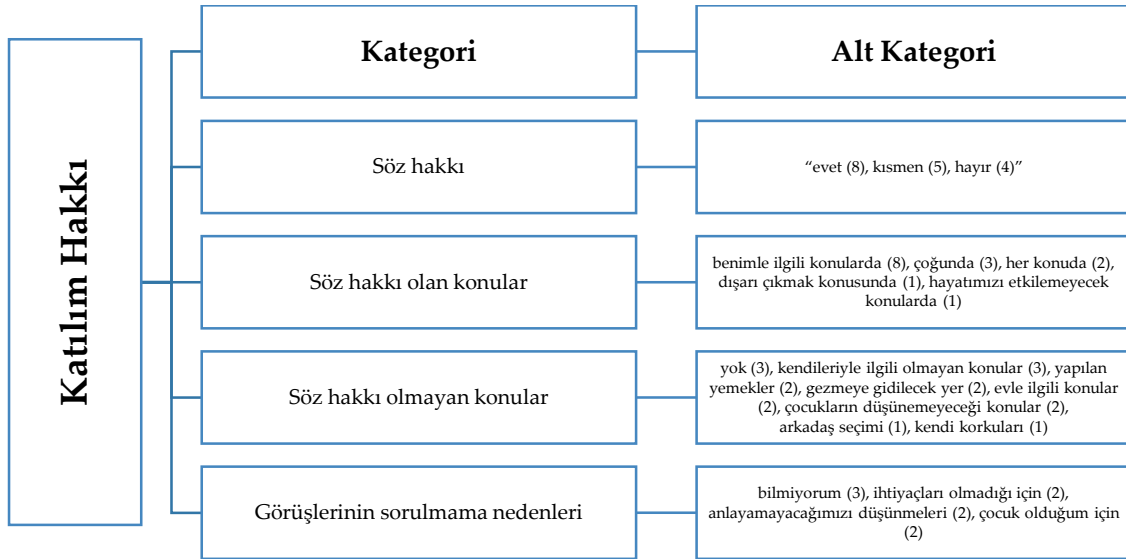 Katılım Hakkı
Kategori
Alt Kategori
Söz hakkı
“evet (8), kısmen (5), hayır (4)”
Söz hakkı olan konular
benimle ilgili konularda (8), çoğunda (3), her konuda (2),
dışarı çıkmak konusunda (1), hayatımızı etkilemeyecek
konularda (1)
Söz hakkı olmayan konular
yok (3), kendileriyle ilgili olmayan konular (3), yapılan
yemekler (2), gezmeye gidilecek yer (2), evle ilgili konular
(2), çocukların düşünemeyeceği konular (2),
arkadaş seçimi (1), kendi korkuları (1)
Görüşlerinin sorulmama nedenleri
bilmiyorum (3), ihtiyaçları olmadığı için (2),
anlayamayacağımızı düşünmeleri (2), çocuk olduğum için
(2)